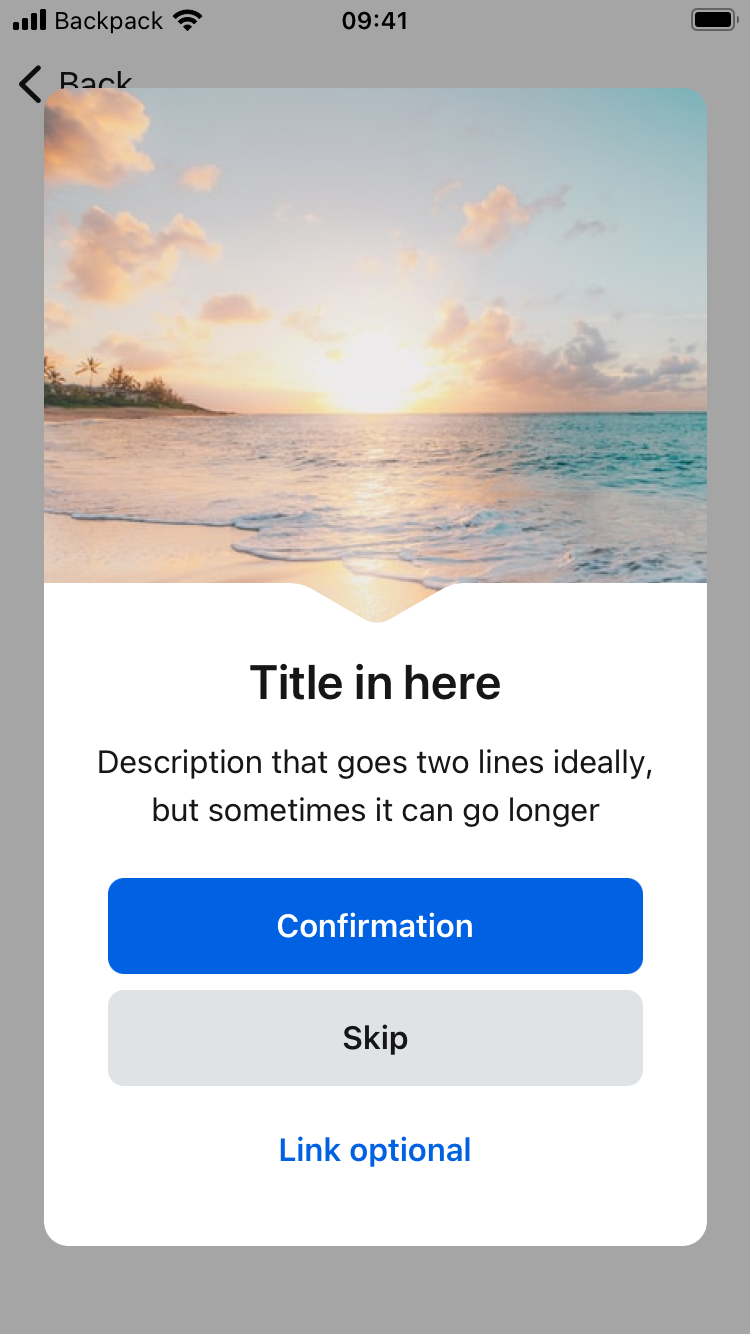 Backpack 09:41
Back
Title in here
Description that goes two lines ideally,
but sometimes it can go longer
Confirmation
Skip
Link optional